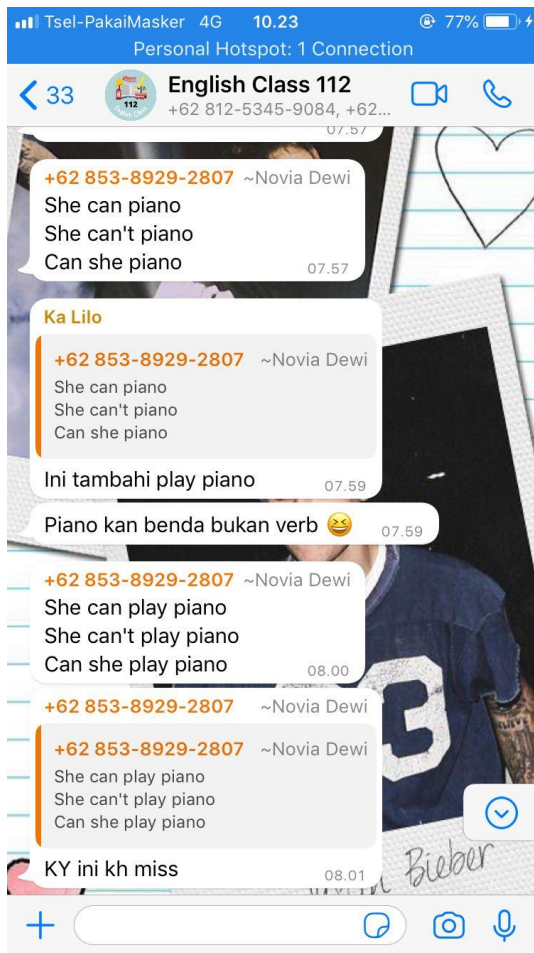 Tsel-PakaiMasker 4G 10.23 77%
Personal Hotspot: 1 Connection
33 English Class 112
+62 812-5345-9084, +62...
112
07.57
+62 853-8929-2807 ~Novia Dewi
She can piano
She can't piano
Can she piano 07.57
Ka Lilo
+62 853-8929-2807 ~Novia Dewi
She can piano
She can't piano
Can she piano
Ini tambahi play piano 07.59
Piano kan benda bukan verb 😆 07.59
+62 853-8929-2807 ~Novia Dewi
She can play piano
She can't play piano
Can she play piano 08.00
+62 853-8929-2807 ~Novia Dewi
+62 853-8929-2807 ~Novia Dewi
She can play piano
She can't play piano
Can she play piano
KY ini kh miss 08.01
3
Bieber